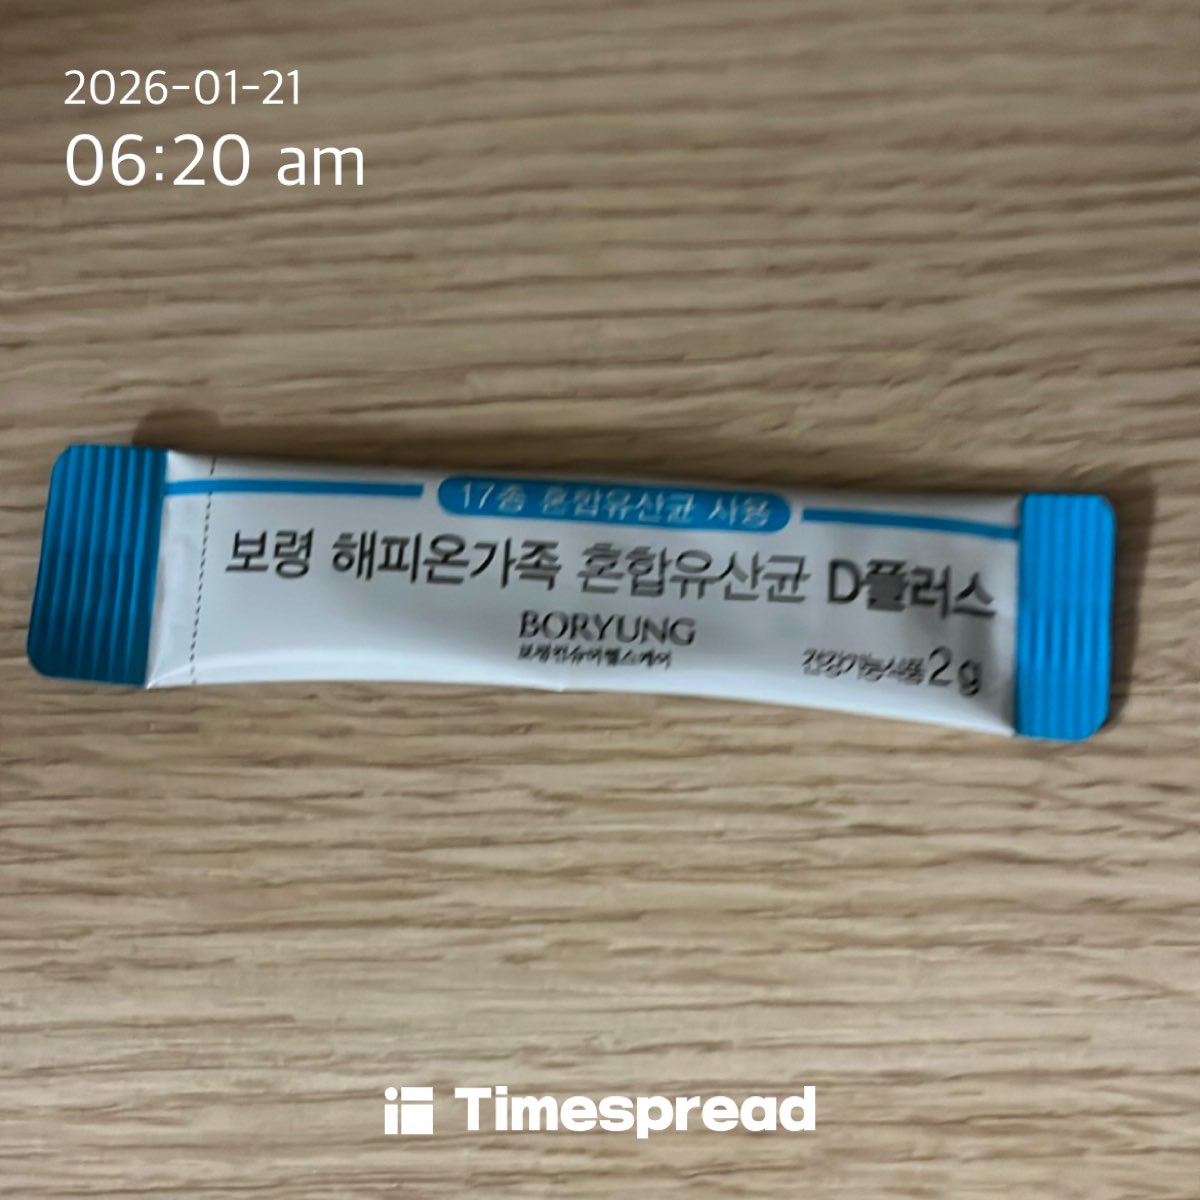 2026-01-21
06:20 am
17종 혼합유산균 사용
보령 해피온가족 혼합유산균 D플러스
BORYUNG
보령컨슈머헬스케어
건강기능식품 2g
Timespread